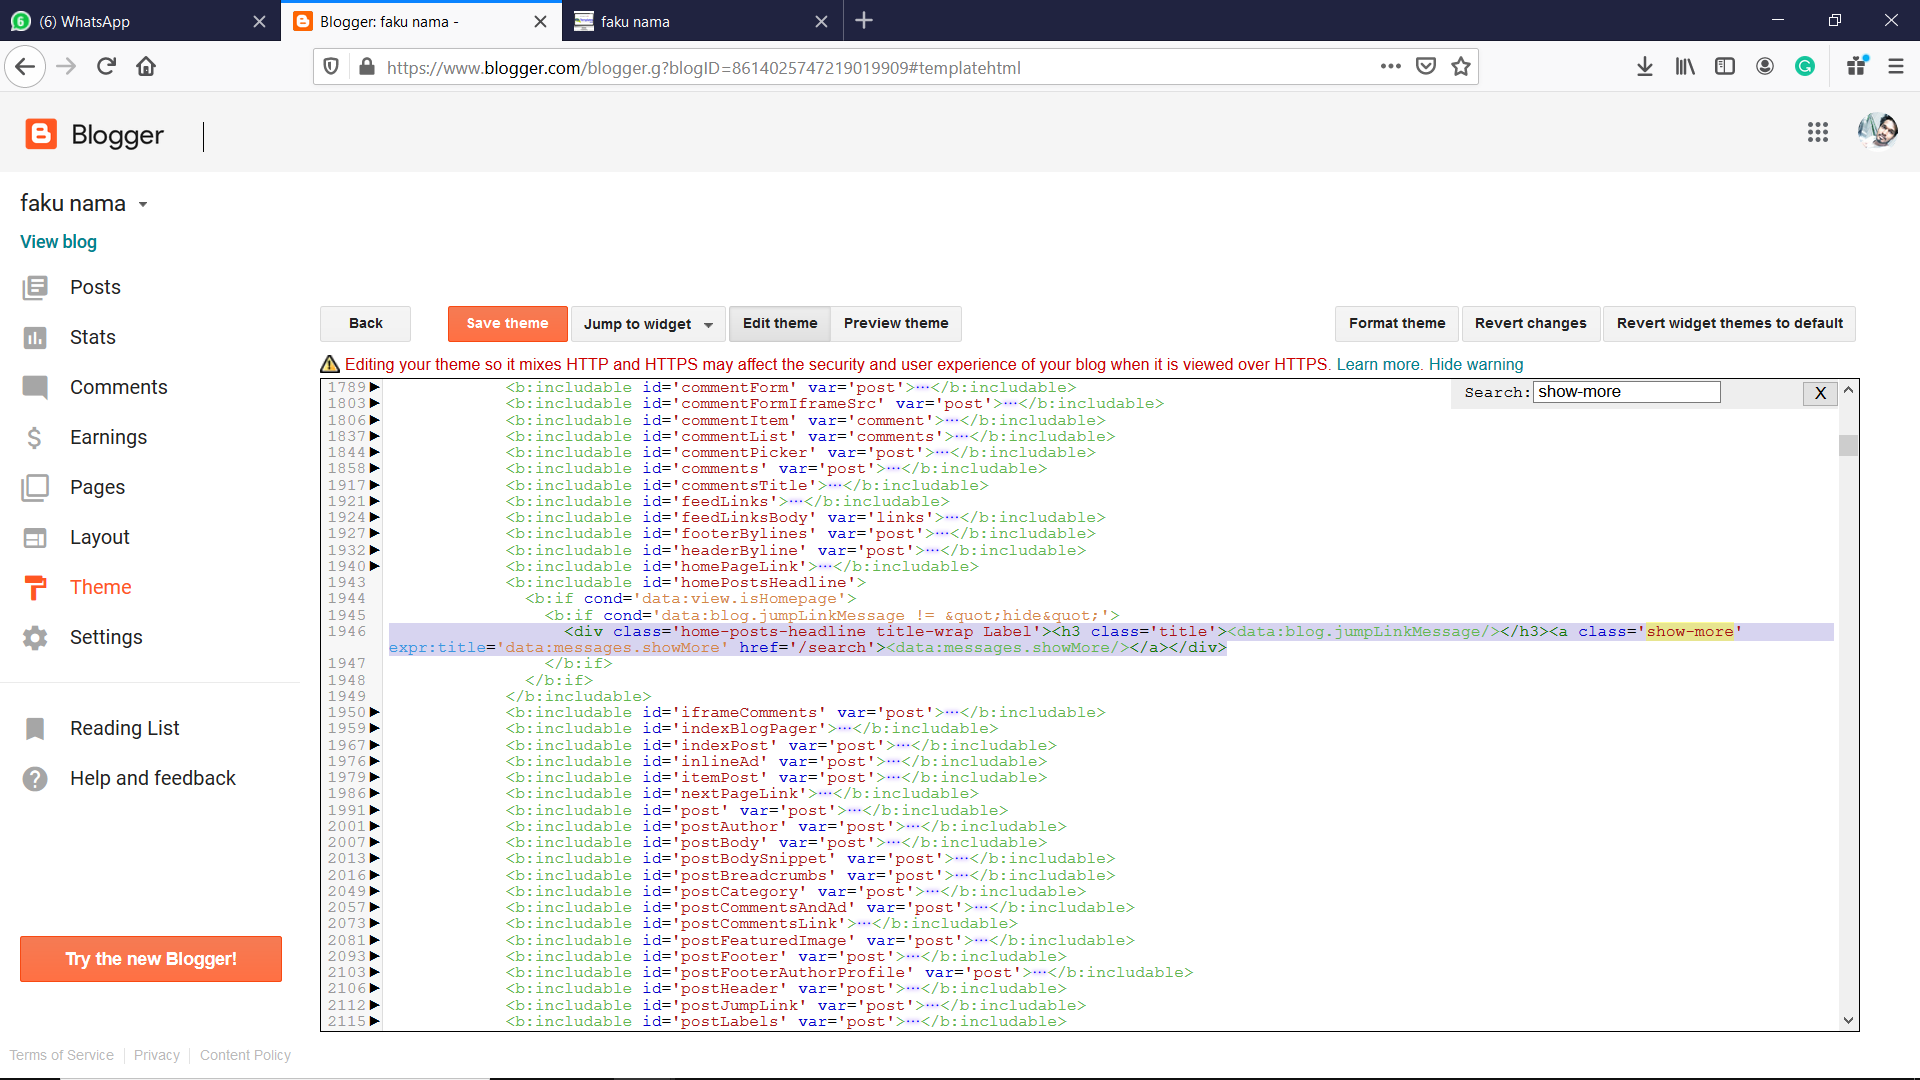 (6) WhatsApp
Blogger: faku nama -
faku nama
https://www.blogger.com/blogger.g?blogID=8614025747219019909#templatehtml
Blogger
faku nama
View blog
Posts
Stats
Comments
Earnings
Pages
Layout
Theme
Settings
Reading List
Help and feedback
Try the new Blogger!
Terms of Service
Privacy
Content Policy
Back
Save theme
Jump to widget
Edit theme
Preview theme
Format theme
Revert changes
Revert widget themes to default
Editing your theme so it mixes HTTP and HTTPS may affect the security and user experience of your blog when it is viewed over HTTPS. Learn more. Hide warning
Search: show-more X
1789 <b:includable id='commentForm' var='post'>⋯</b:includable>
1803 <b:includable id='commentFormIframeSrc' var='post'>⋯</b:includable>
1806 <b:includable id='commentItem' var='comment'>⋯</b:includable>
1837 <b:includable id='commentList' var='comments'>⋯</b:includable>
1844 <b:includable id='commentPicker' var='post'>⋯</b:includable>
1858 <b:includable id='comments' var='post'>⋯</b:includable>
1917 <b:includable id='commentsTitle'>⋯</b:includable>
1921 <b:includable id='feedLinks'>⋯</b:includable>
1924 <b:includable id='feedLinksBody' var='links'>⋯</b:includable>
1927 <b:includable id='footerBylines' var='post'>⋯</b:includable>
1932 <b:includable id='headerByline' var='post'>⋯</b:includable>
1940 <b:includable id='homePageLink'>⋯</b:includable>
1943 <b:includable id='homePostsHeadline'>
1944 <b:if cond='data:view.isHomepage'>
1945 <b:if cond='data:blog.jumpLinkMessage != &quot;hide&quot;'>
1946 <div class='home-posts-headline title-wrap Label'><h3 class='title'><data:blog.jumpLinkMessage/></h3><a class='show-more'
expr:title='data:messages.showMore' href='/search'><data:messages.showMore/></a></div>
1947 </b:if>
1948 </b:if>
1949 </b:includable>
1950 <b:includable id='iframeComments' var='post'>⋯</b:includable>
1959 <b:includable id='indexBlogPager'>⋯</b:includable>
1967 <b:includable id='indexPost' var='post'>⋯</b:includable>
1976 <b:includable id='inlineAd' var='post'>⋯</b:includable>
1979 <b:includable id='itemPost' var='post'>⋯</b:includable>
1986 <b:includable id='nextPageLink'>⋯</b:includable>
1991 <b:includable id='post' var='post'>⋯</b:includable>
2001 <b:includable id='postAuthor' var='post'>⋯</b:includable>
2007 <b:includable id='postBody' var='post'>⋯</b:includable>
2013 <b:includable id='postBodySnippet' var='post'>⋯</b:includable>
2016 <b:includable id='postBreadcrumbs' var='post'>⋯</b:includable>
2049 <b:includable id='postCategory' var='post'>⋯</b:includable>
2057 <b:includable id='postCommentsAndAd' var='post'>⋯</b:includable>
2073 <b:includable id='postCommentsLink'>⋯</b:includable>
2081 <b:includable id='postFeaturedImage' var='post'>⋯</b:includable>
2093 <b:includable id='postFooter' var='post'>⋯</b:includable>
2103 <b:includable id='postFooterAuthorProfile' var='post'>⋯</b:includable>
2106 <b:includable id='postHeader' var='post'>⋯</b:includable>
2112 <b:includable id='postJumpLink' var='post'>⋯</b:includable>
2115 <b:includable id='postLabels' var='post'>⋯</b:includable>